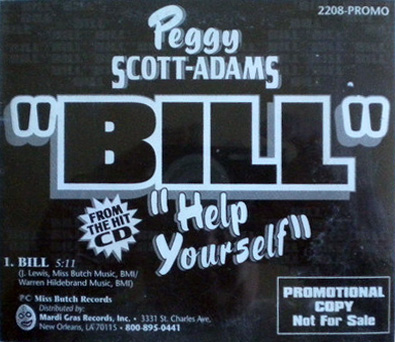 2208-PROMO
Peggy
SCOTT-ADAMS
"BILL"
FROM
THE HIT
CD
"Help
Yourself"
1. BILL 5:11
(J. Lewis, Miss Butch Music, BMI/
Warren Hildebrand Music, BMI)
PC Miss Butch Records
Distributed by:
Mardi Gras Records, Inc. • 3331 St. Charles Ave.
New Orleans, LA 70115 • 800-895-0441
PROMOTIONAL
COPY
Not For Sale